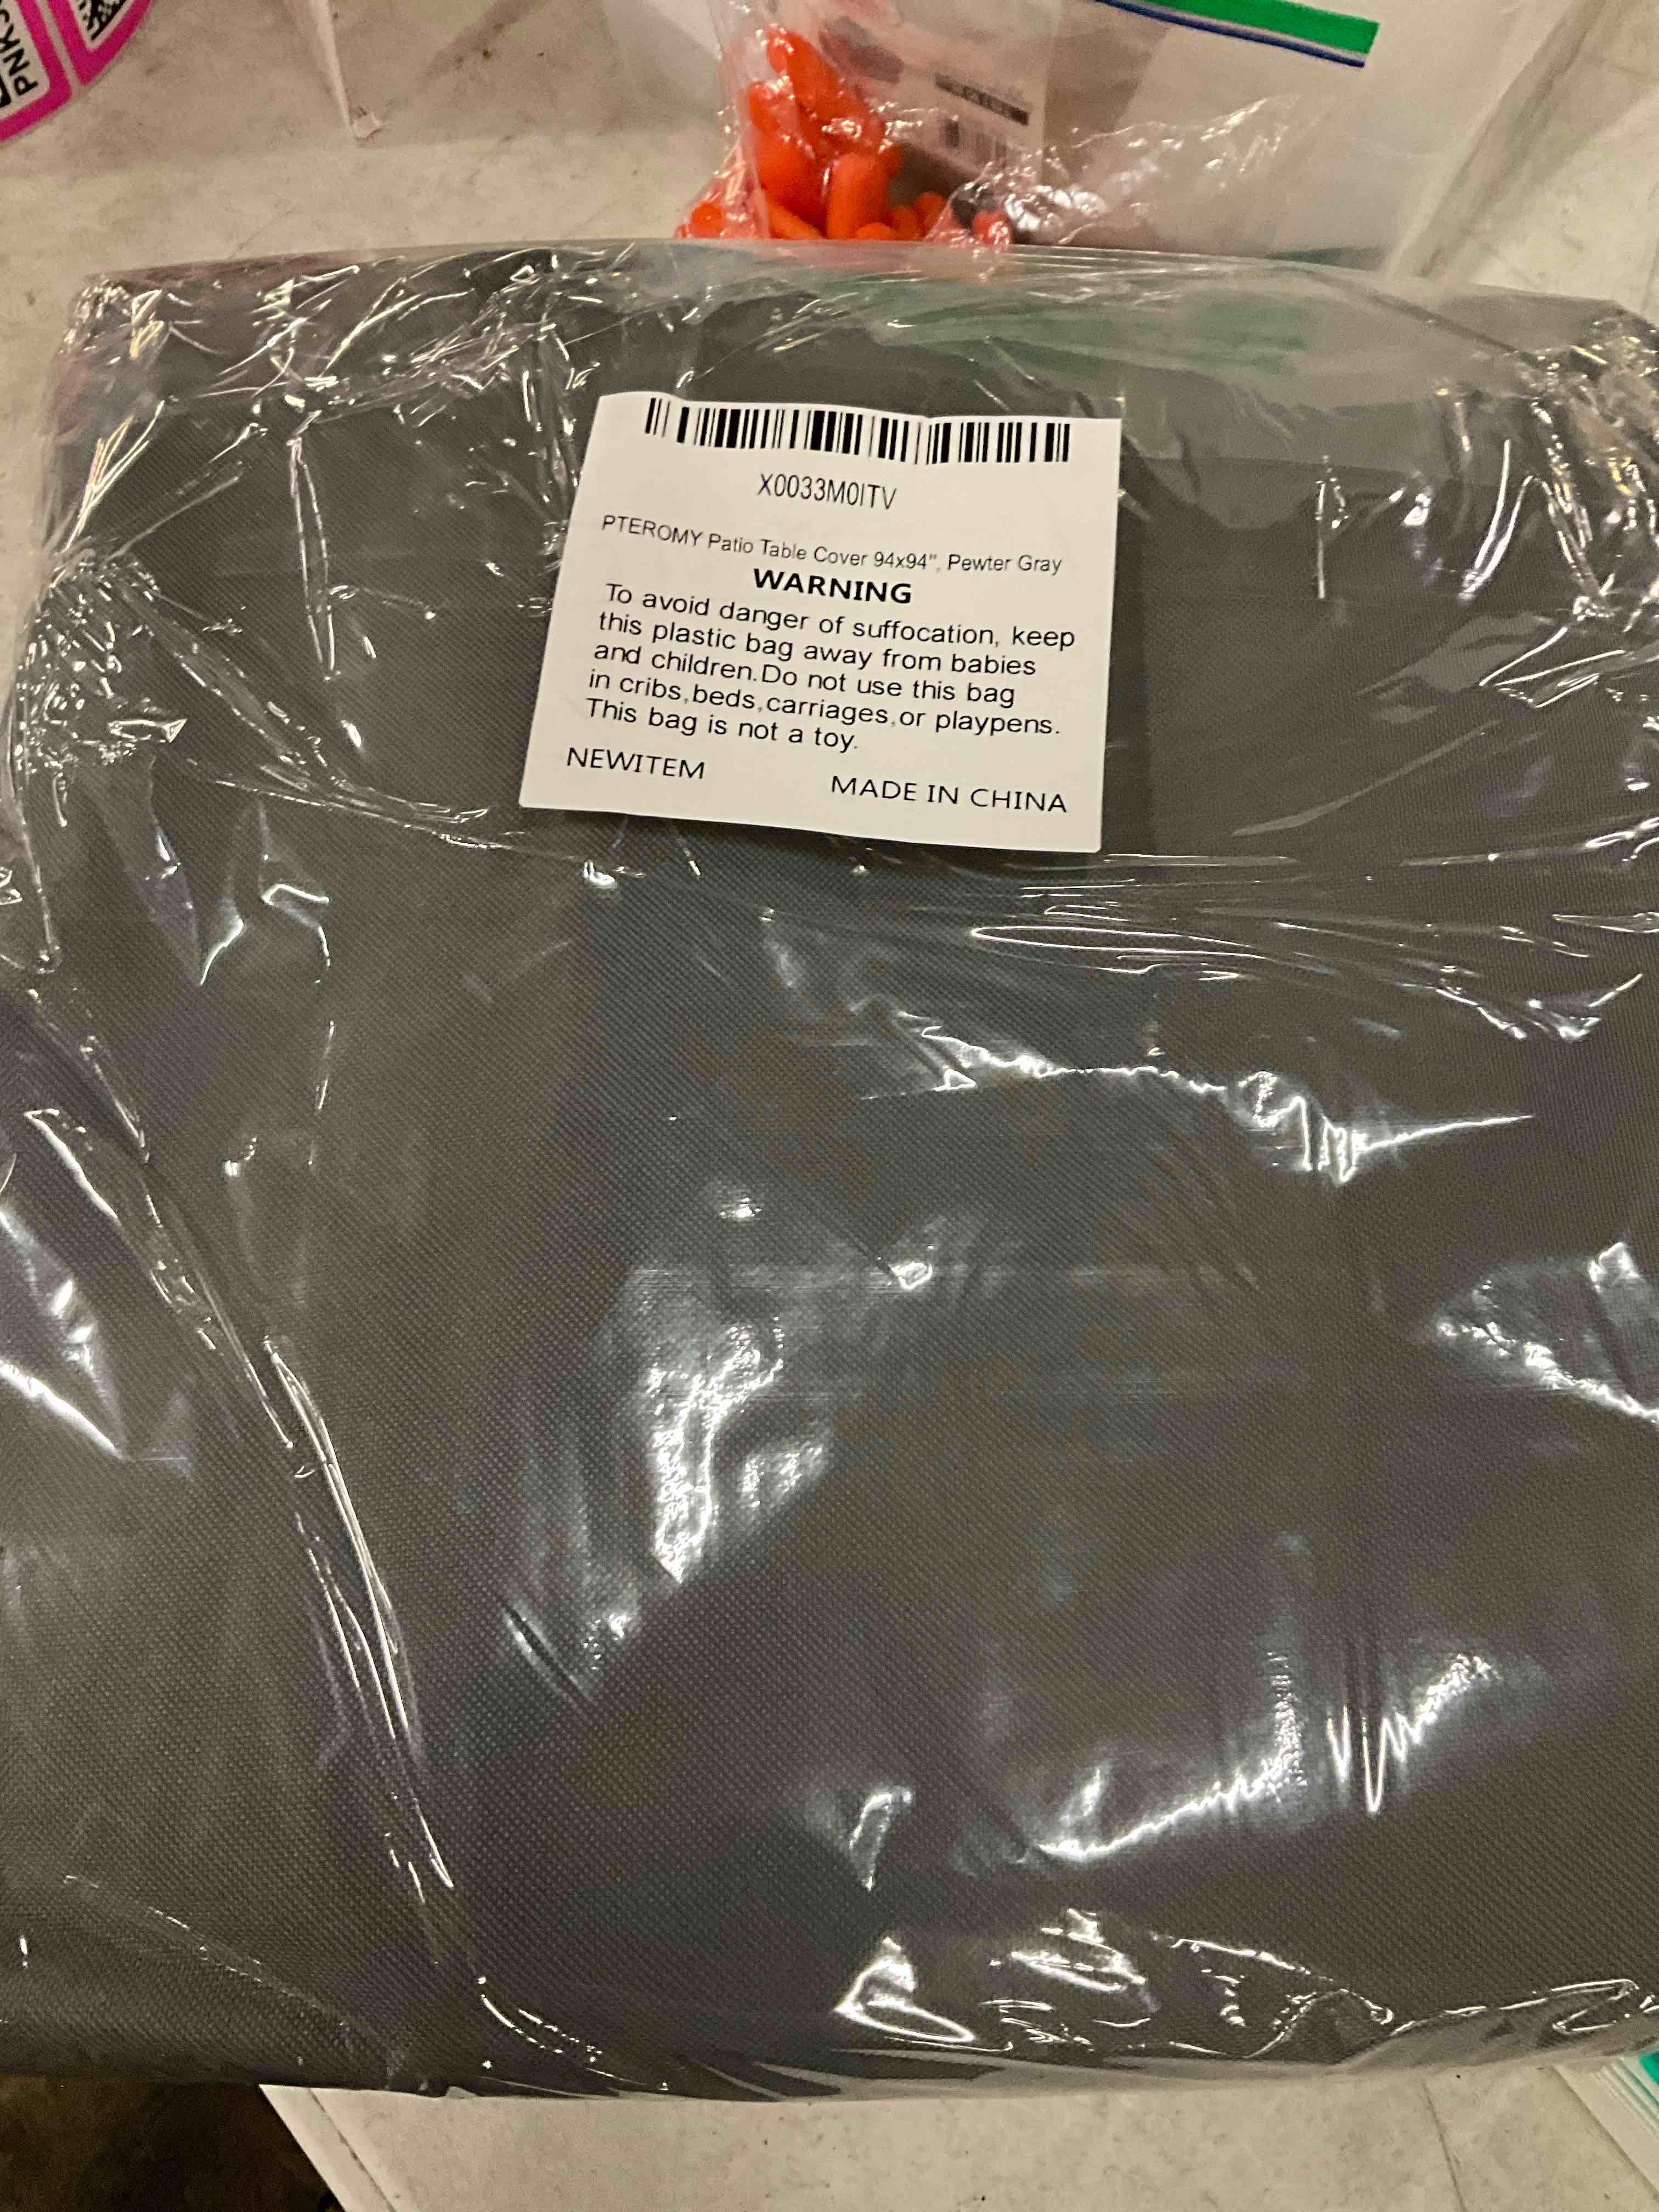 PNK
X0033M0ITV
PTEROMY Patio Table Cover 94x94", Pewter Gray
WARNING
To avoid danger of suffocation, keep
this plastic bag away from babies
and children.Do not use this bag
in cribs,beds,carriages,or playpens.
This bag is not a toy.
NEWITEM
MADE IN CHINA